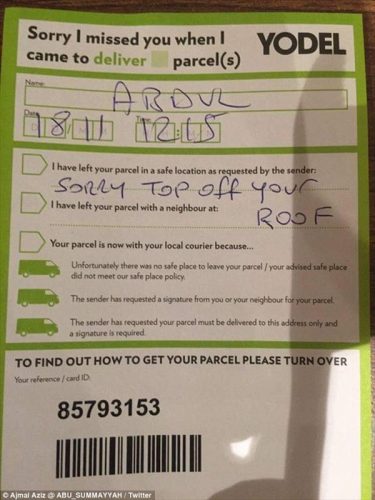 Sorry I missed you when I
came to deliver parcel(s)
YODEL
Name:
ABDUL
Date: Time:
18/11 12:15
I have left your parcel in a safe location as requested by the sender:
SORRY TOP OFF YOUr
I have left your parcel with a neighbour at:
ROOF
Your parcel is now with your local courier because...
Unfortunately there was no safe place to leave your parcel / your advised safe place
did not meet our safe place policy.
The sender has requested a signature from you or your neighbour for your parcel.
The sender has requested your parcel must be delivered to this address only and
a signature is required.
TO FIND OUT HOW TO GET YOUR PARCEL PLEASE TURN OVER
Your reference / card ID:
85793153
© Ajmal Aziz @ ABU_SUMMAYYAH / Twitter